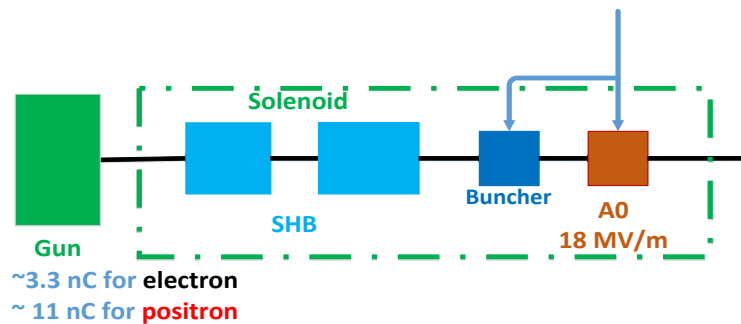 Solenoid
SHB
Buncher
A0
18 MV/m
Gun
~3.3 nC for electron
~ 11 nC for positron